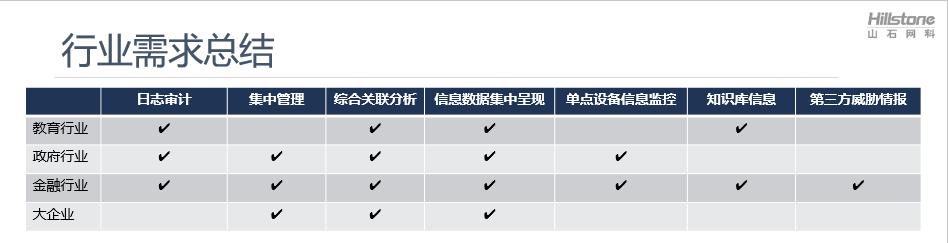 Hillstone
山石网科
行业需求总结
日志审计 集中管理 综合关联分析 信息数据集中呈现 单点设备信息监控 知识库信息 第三方威胁情报
教育行业 ✔ ✔ ✔ ✔
政府行业 ✔ ✔ ✔ ✔ ✔
金融行业 ✔ ✔ ✔ ✔ ✔ ✔ ✔
大企业 ✔ ✔ ✔